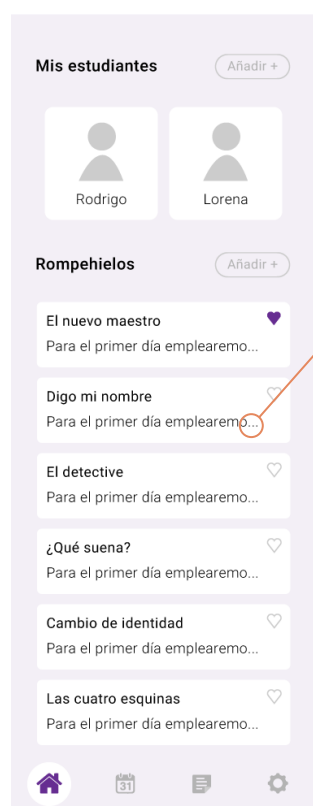 Mis estudiantes
Añadir +
Rodrigo
Lorena
Rompehielos
Añadir +
El nuevo maestro
Para el primer día emplearemo...
Digo mi nombre
Para el primer día emplearemo...
El detective
Para el primer día emplearemo...
¿Qué suena?
Para el primer día emplearemo...
Cambio de identidad
Para el primer día emplearemo...
Las cuatro esquinas
Para el primer día emplearemo...
31